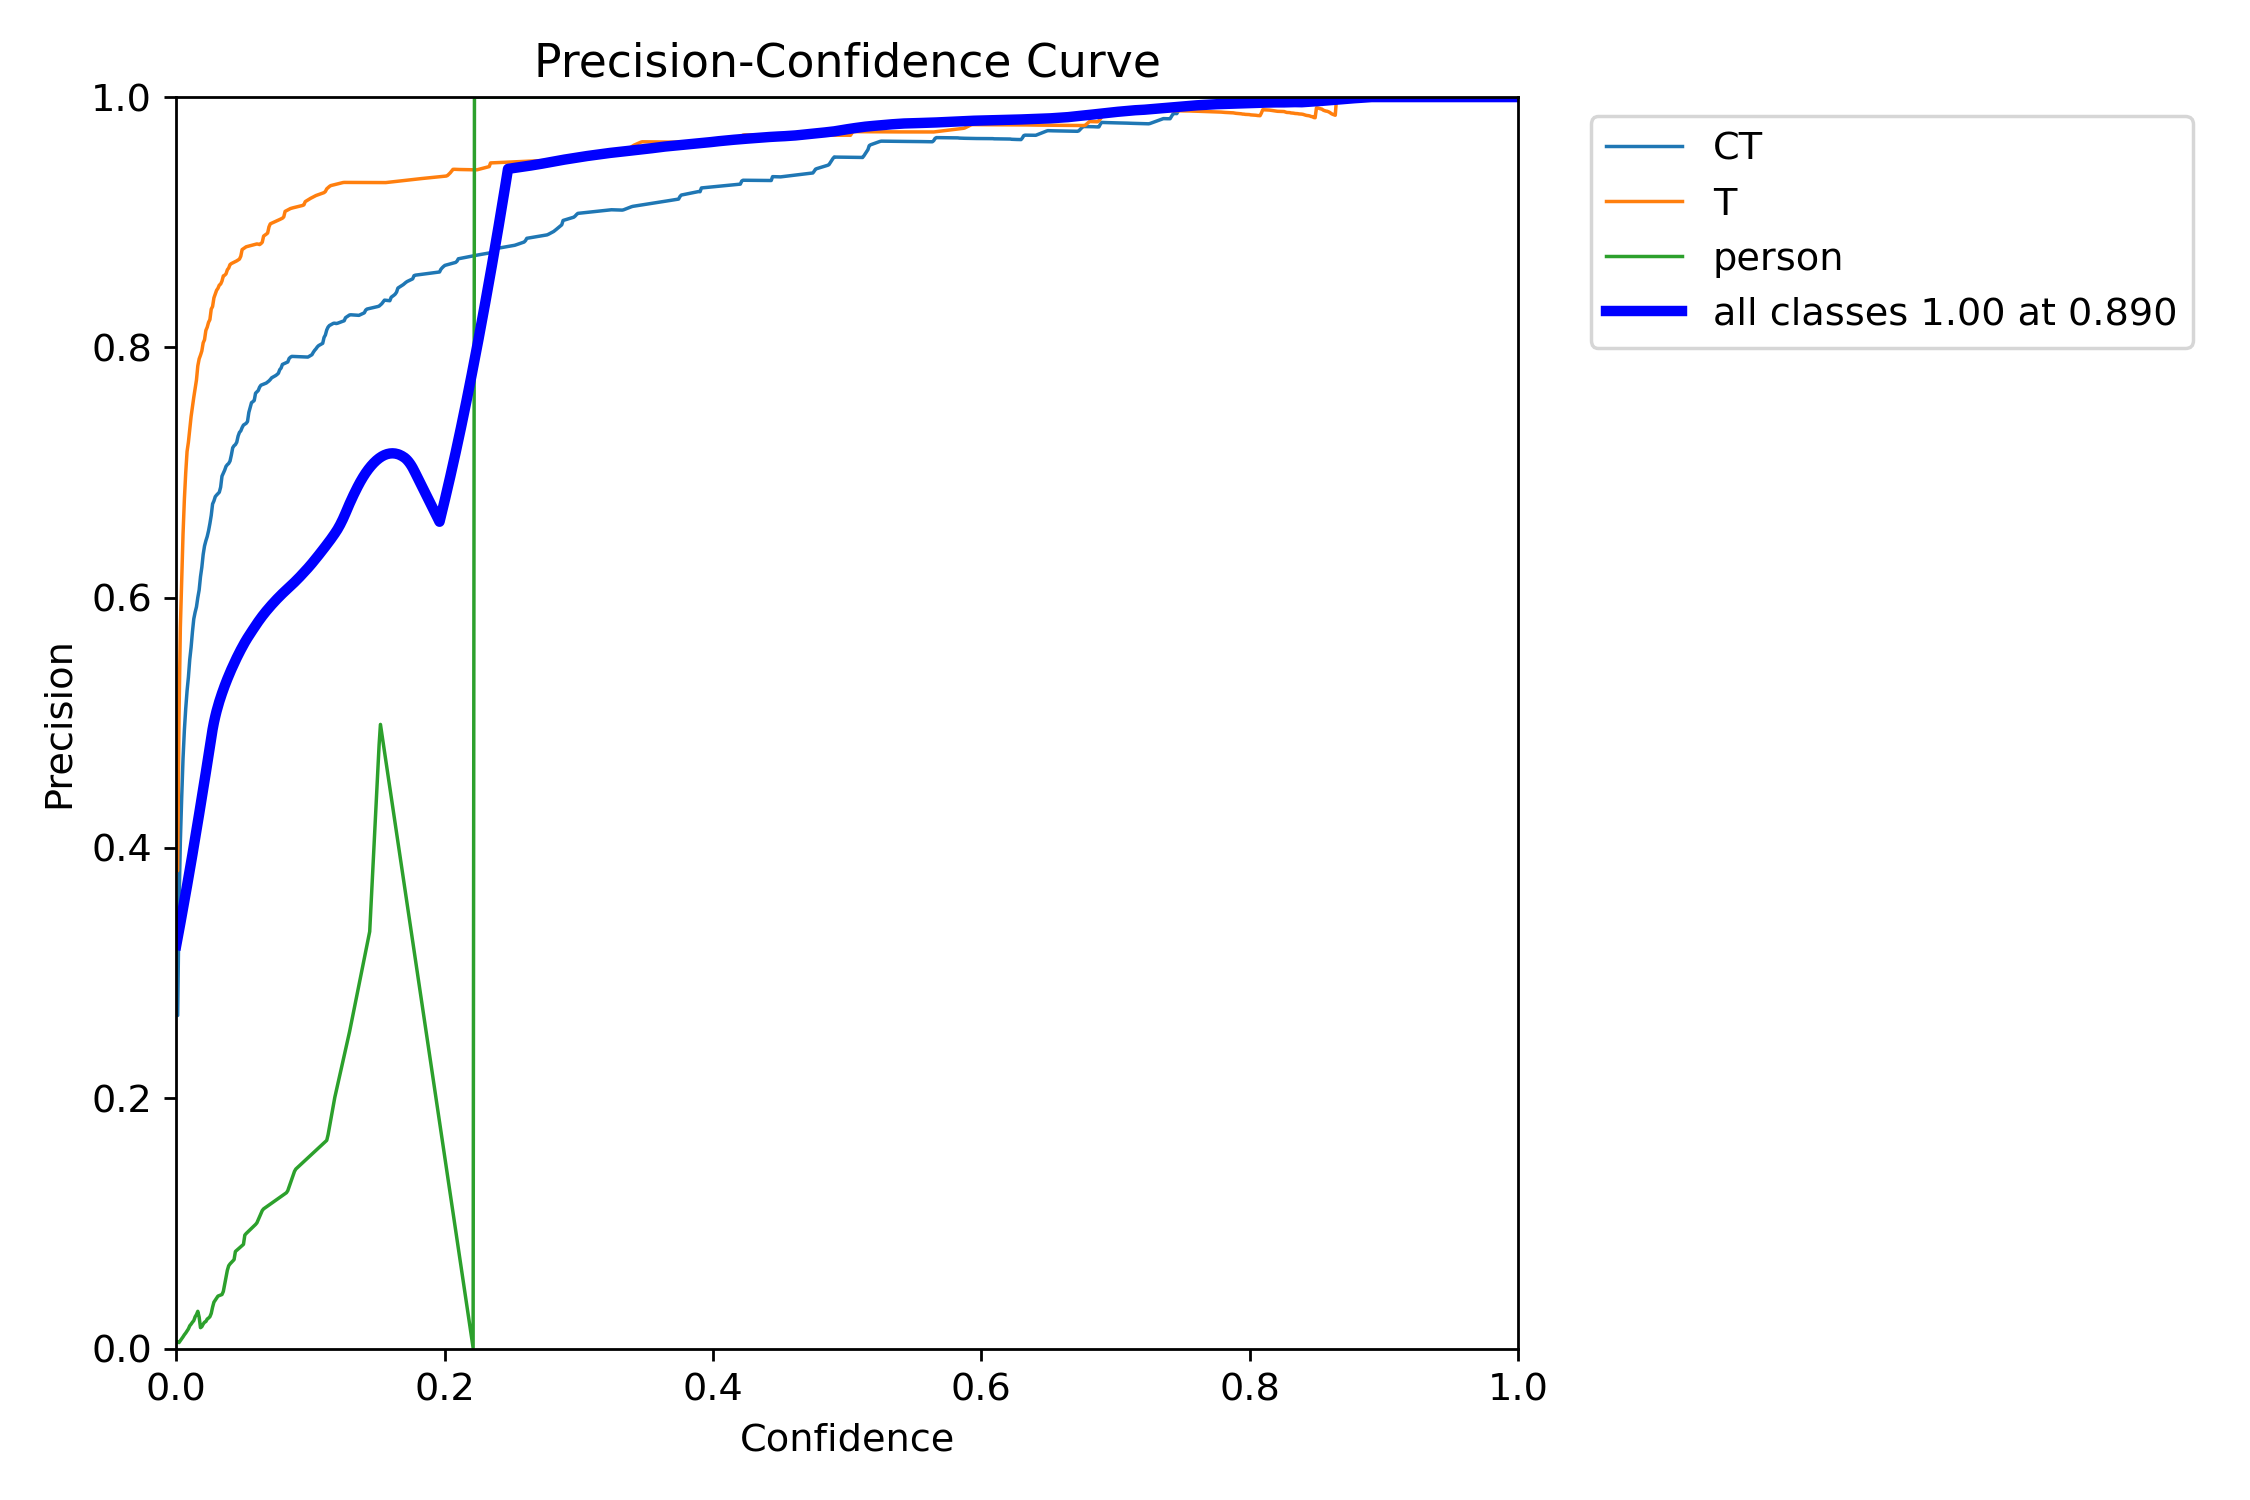 Precision-Confidence Curve
1.0
0.8
0.6
0.4
0.2
0.0
Precision
0.0 0.2 0.4 0.6 0.8 1.0
Confidence
CT
T
person
all classes 1.00 at 0.890